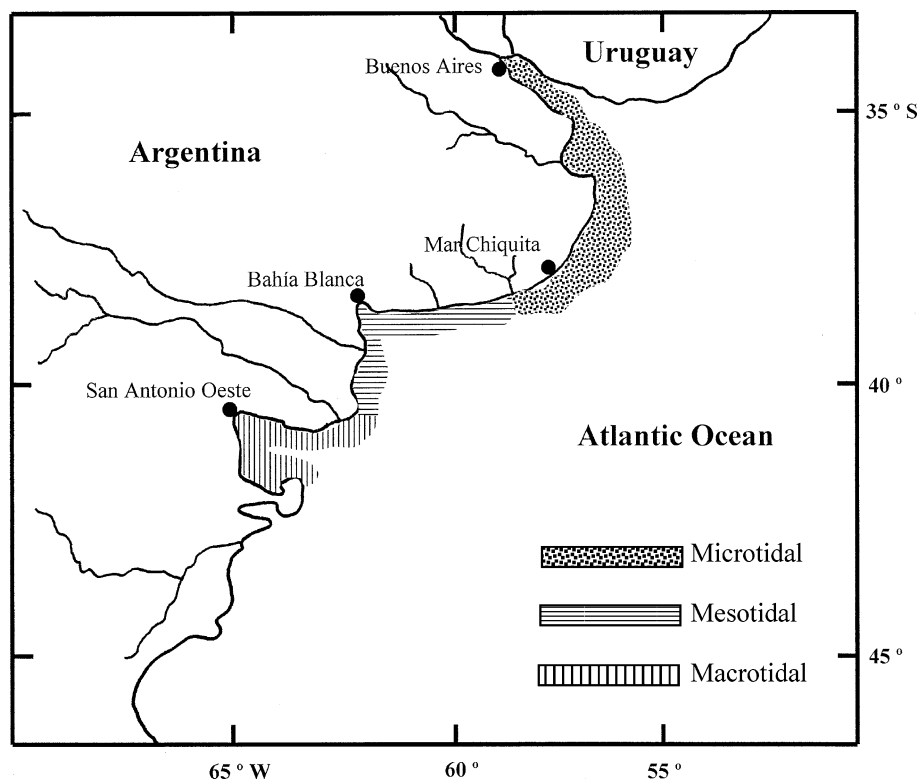 Uruguay
Buenos Aires
35 º S
Argentina
Mar Chiquita
Bahía Blanca
San Antonio Oeste
40 º
Atlantic Ocean
Microtidal
Mesotidal
Macrotidal
45 º
65 º W
60 º
55 º